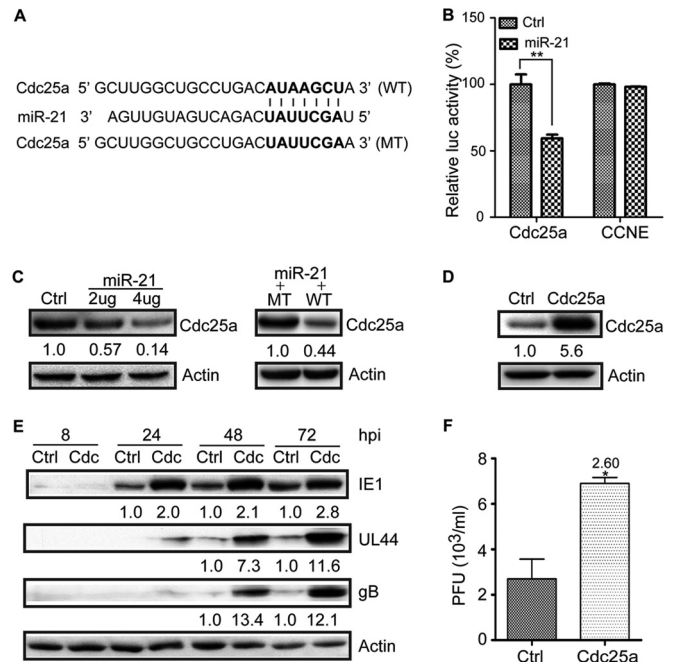 A
Cdc25a 5' GCUUGGCUGCCUGACAUAAGCUA 3' (WT)
miR-21 3' AGUUGUAGUCAGACUAUUCGAU 5'
Cdc25a 5' GCUUGGCUGCCUGACUAUUCGAA 3' (MT)
B
Relative luc activity (%)
150
100
50
0
Ctrl
miR-21
**
Cdc25a CCNE
C
miR-21
Ctrl 2ug 4ug
Cdc25a
1.0 0.57 0.14
Actin
miR-21
+ +
MT WT
Cdc25a
1.0 0.44
Actin
D
Ctrl Cdc25a
Cdc25a
1.0 5.6
Actin
E
8 24 48 72 hpi
Ctrl Cdc Ctrl Cdc Ctrl Cdc Ctrl Cdc
IE1
1.0 2.0 1.0 2.1 1.0 2.8
UL44
1.0 7.3 1.0 11.6
gB
1.0 13.4 1.0 12.1
Actin
F
PFU (10³/ml)
8
6
4
2
0
2.60
*
Ctrl Cdc25a